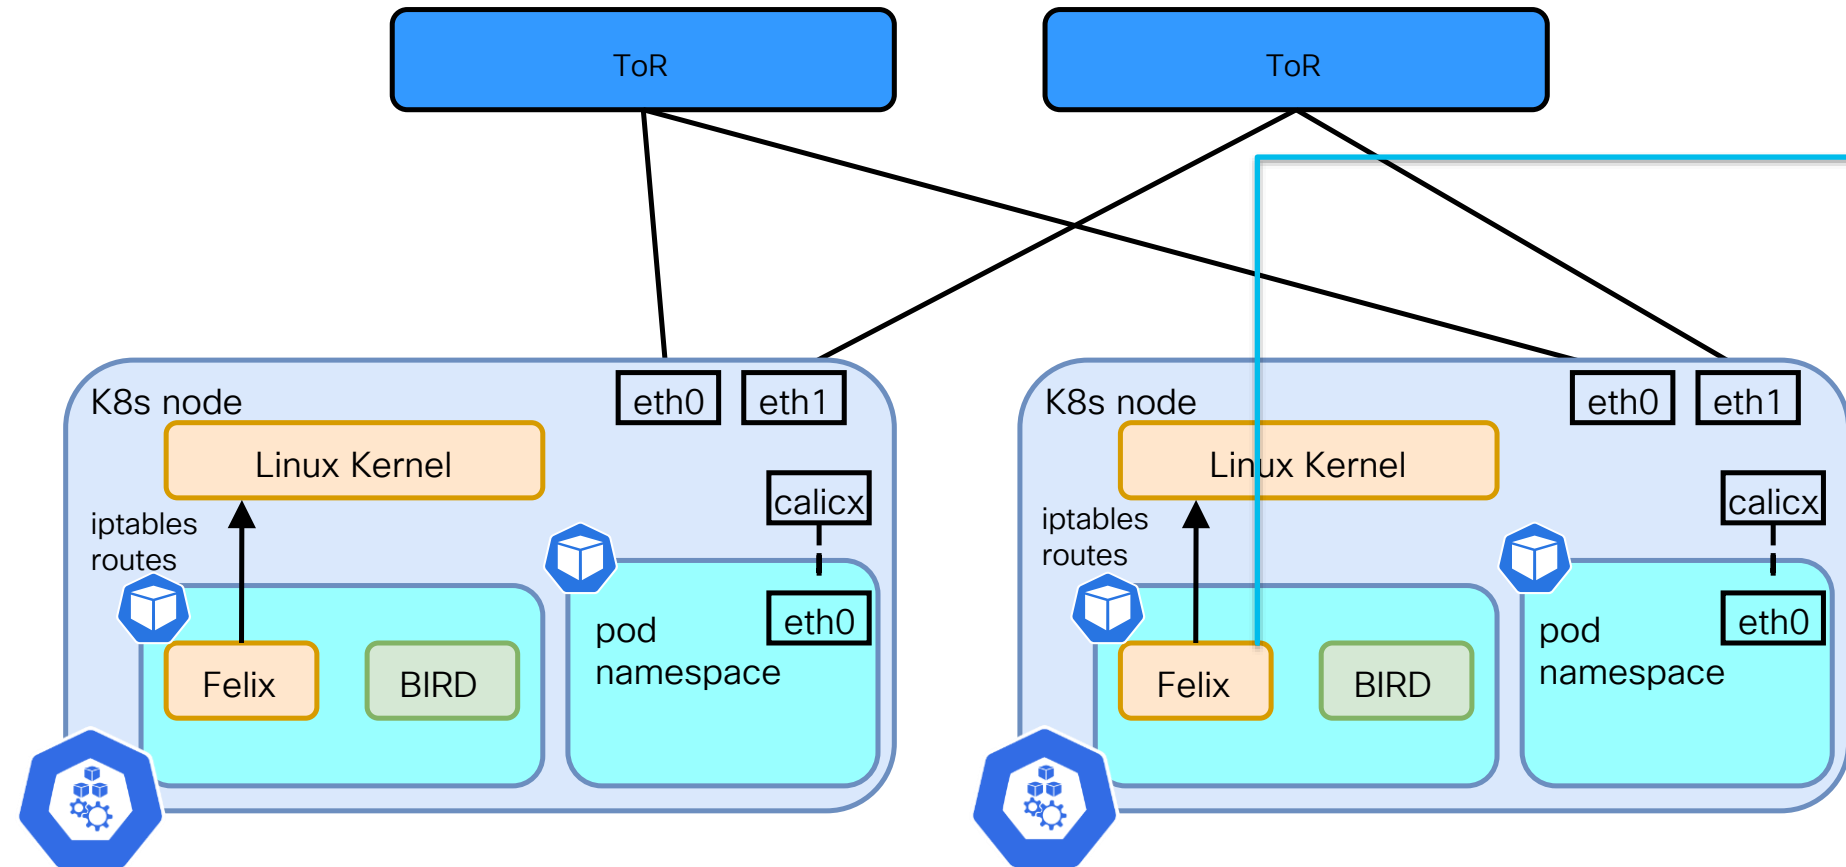 ToR
ToR
K8s node
eth0
eth1
Linux Kernel
calicx
iptables
routes
eth0
pod
namespace
Felix
BIRD
K8s node
eth0
eth1
Linux Kernel
calicx
iptables
routes
eth0
pod
namespace
Felix
BIRD